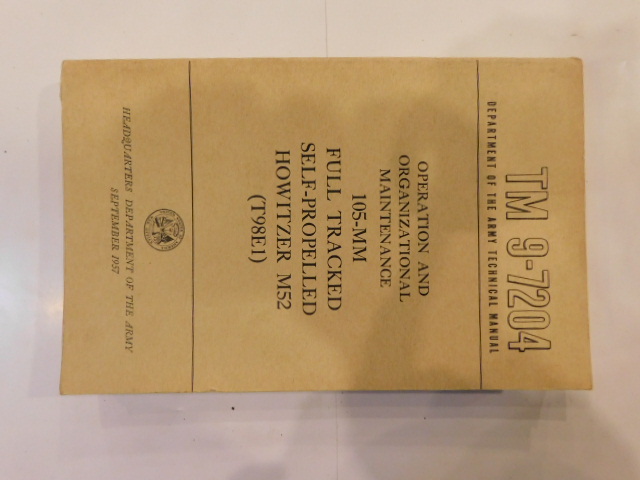 TM 9-7204
DEPARTMENT OF THE ARMY TECHNICAL MANUAL
OPERATION AND
ORGANIZATIONAL
MAINTENANCE
105-MM
FULL TRACKED
SELF-PROPELLED
HOWITZER M52
(T98E1)
HEADQUARTERS DEPARTMENT OF THE ARMY
SEPTEMBER 1957